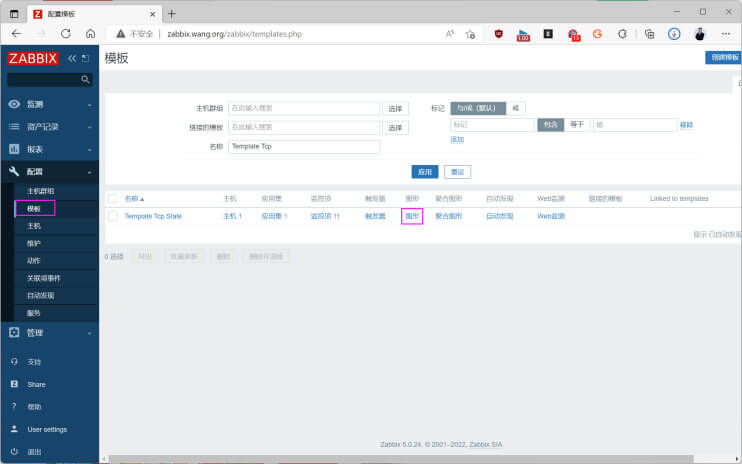 配置模板
不安全 zabbix.wang.org/zabbix/templates.php
1.00
ZABBIX
模板
创建模板
监测
资产记录
报表
配置
主机群组
模板
主机
维护
动作
关联项事件
自动发现
服务
管理
支持
Share
帮助
User settings
退出
主机群组 在此输入搜索 选择
链接的模板 在此输入搜索 选择
名称 Template Tcp
标记 与/或（默认） 或
标记 包含 等于 值 移除
添加
应用 重设
名称 主机 应用集 监控项 触发器 图形 聚合图形 自动发现 Web监测 链接的模板 Linked to templates
Template Tcp State 主机 1 应用集 1 监控项 11 触发器 图形 聚合图形 自动发现 Web监测
显示 已自动发现
0 选择 导出 批量更新 删除 删除并清除
Zabbix 5.0.24. © 2001–2022, Zabbix SIA